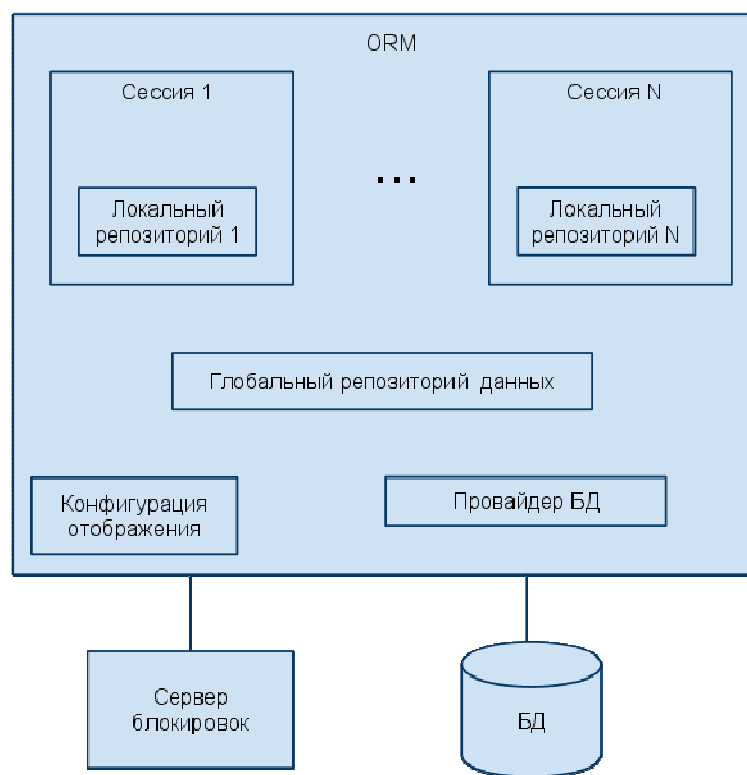 ORM
Сессия 1
Сессия N
...
Локальный
репозиторий 1
Локальный
репозиторий N
Глобальный репозиторий данных
Конфигурация
отображения
Провайдер БД
Сервер
блокировок
БД